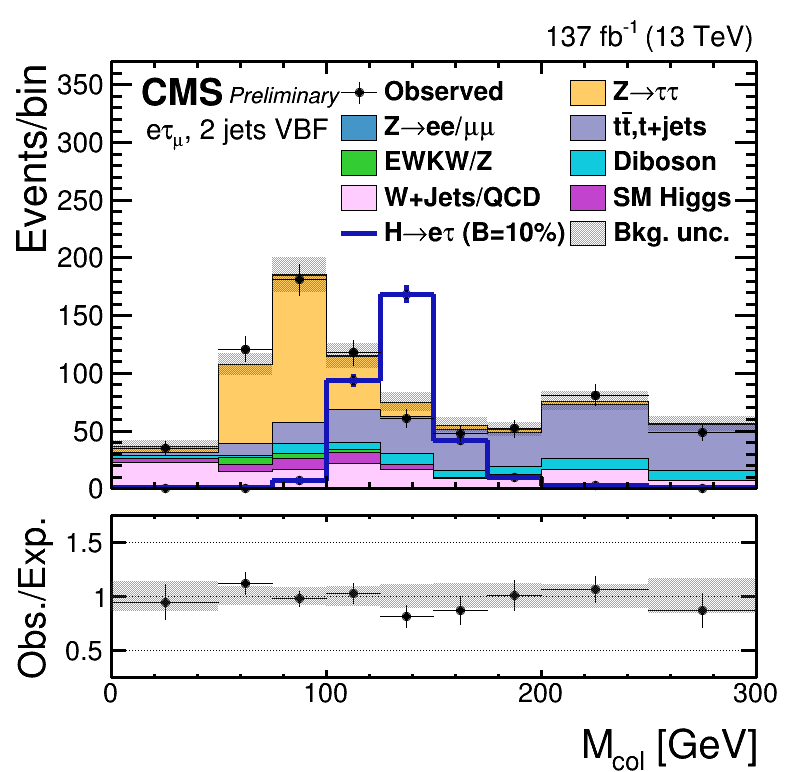 137 fb⁻¹ (13 TeV)
CMS Preliminary
eτμ, 2 jets VBF
Observed
Z→ττ
Z→ee/μμ
tt̄,t+jets
EWKW/Z
Diboson
W+Jets/QCD
SM Higgs
H→eτ (B=10%)
Bkg. unc.
Events/bin
350
300
250
200
150
100
50
0
Obs./Exp.
1.5
1
0.5
0 100 200 300
M_col [GeV]